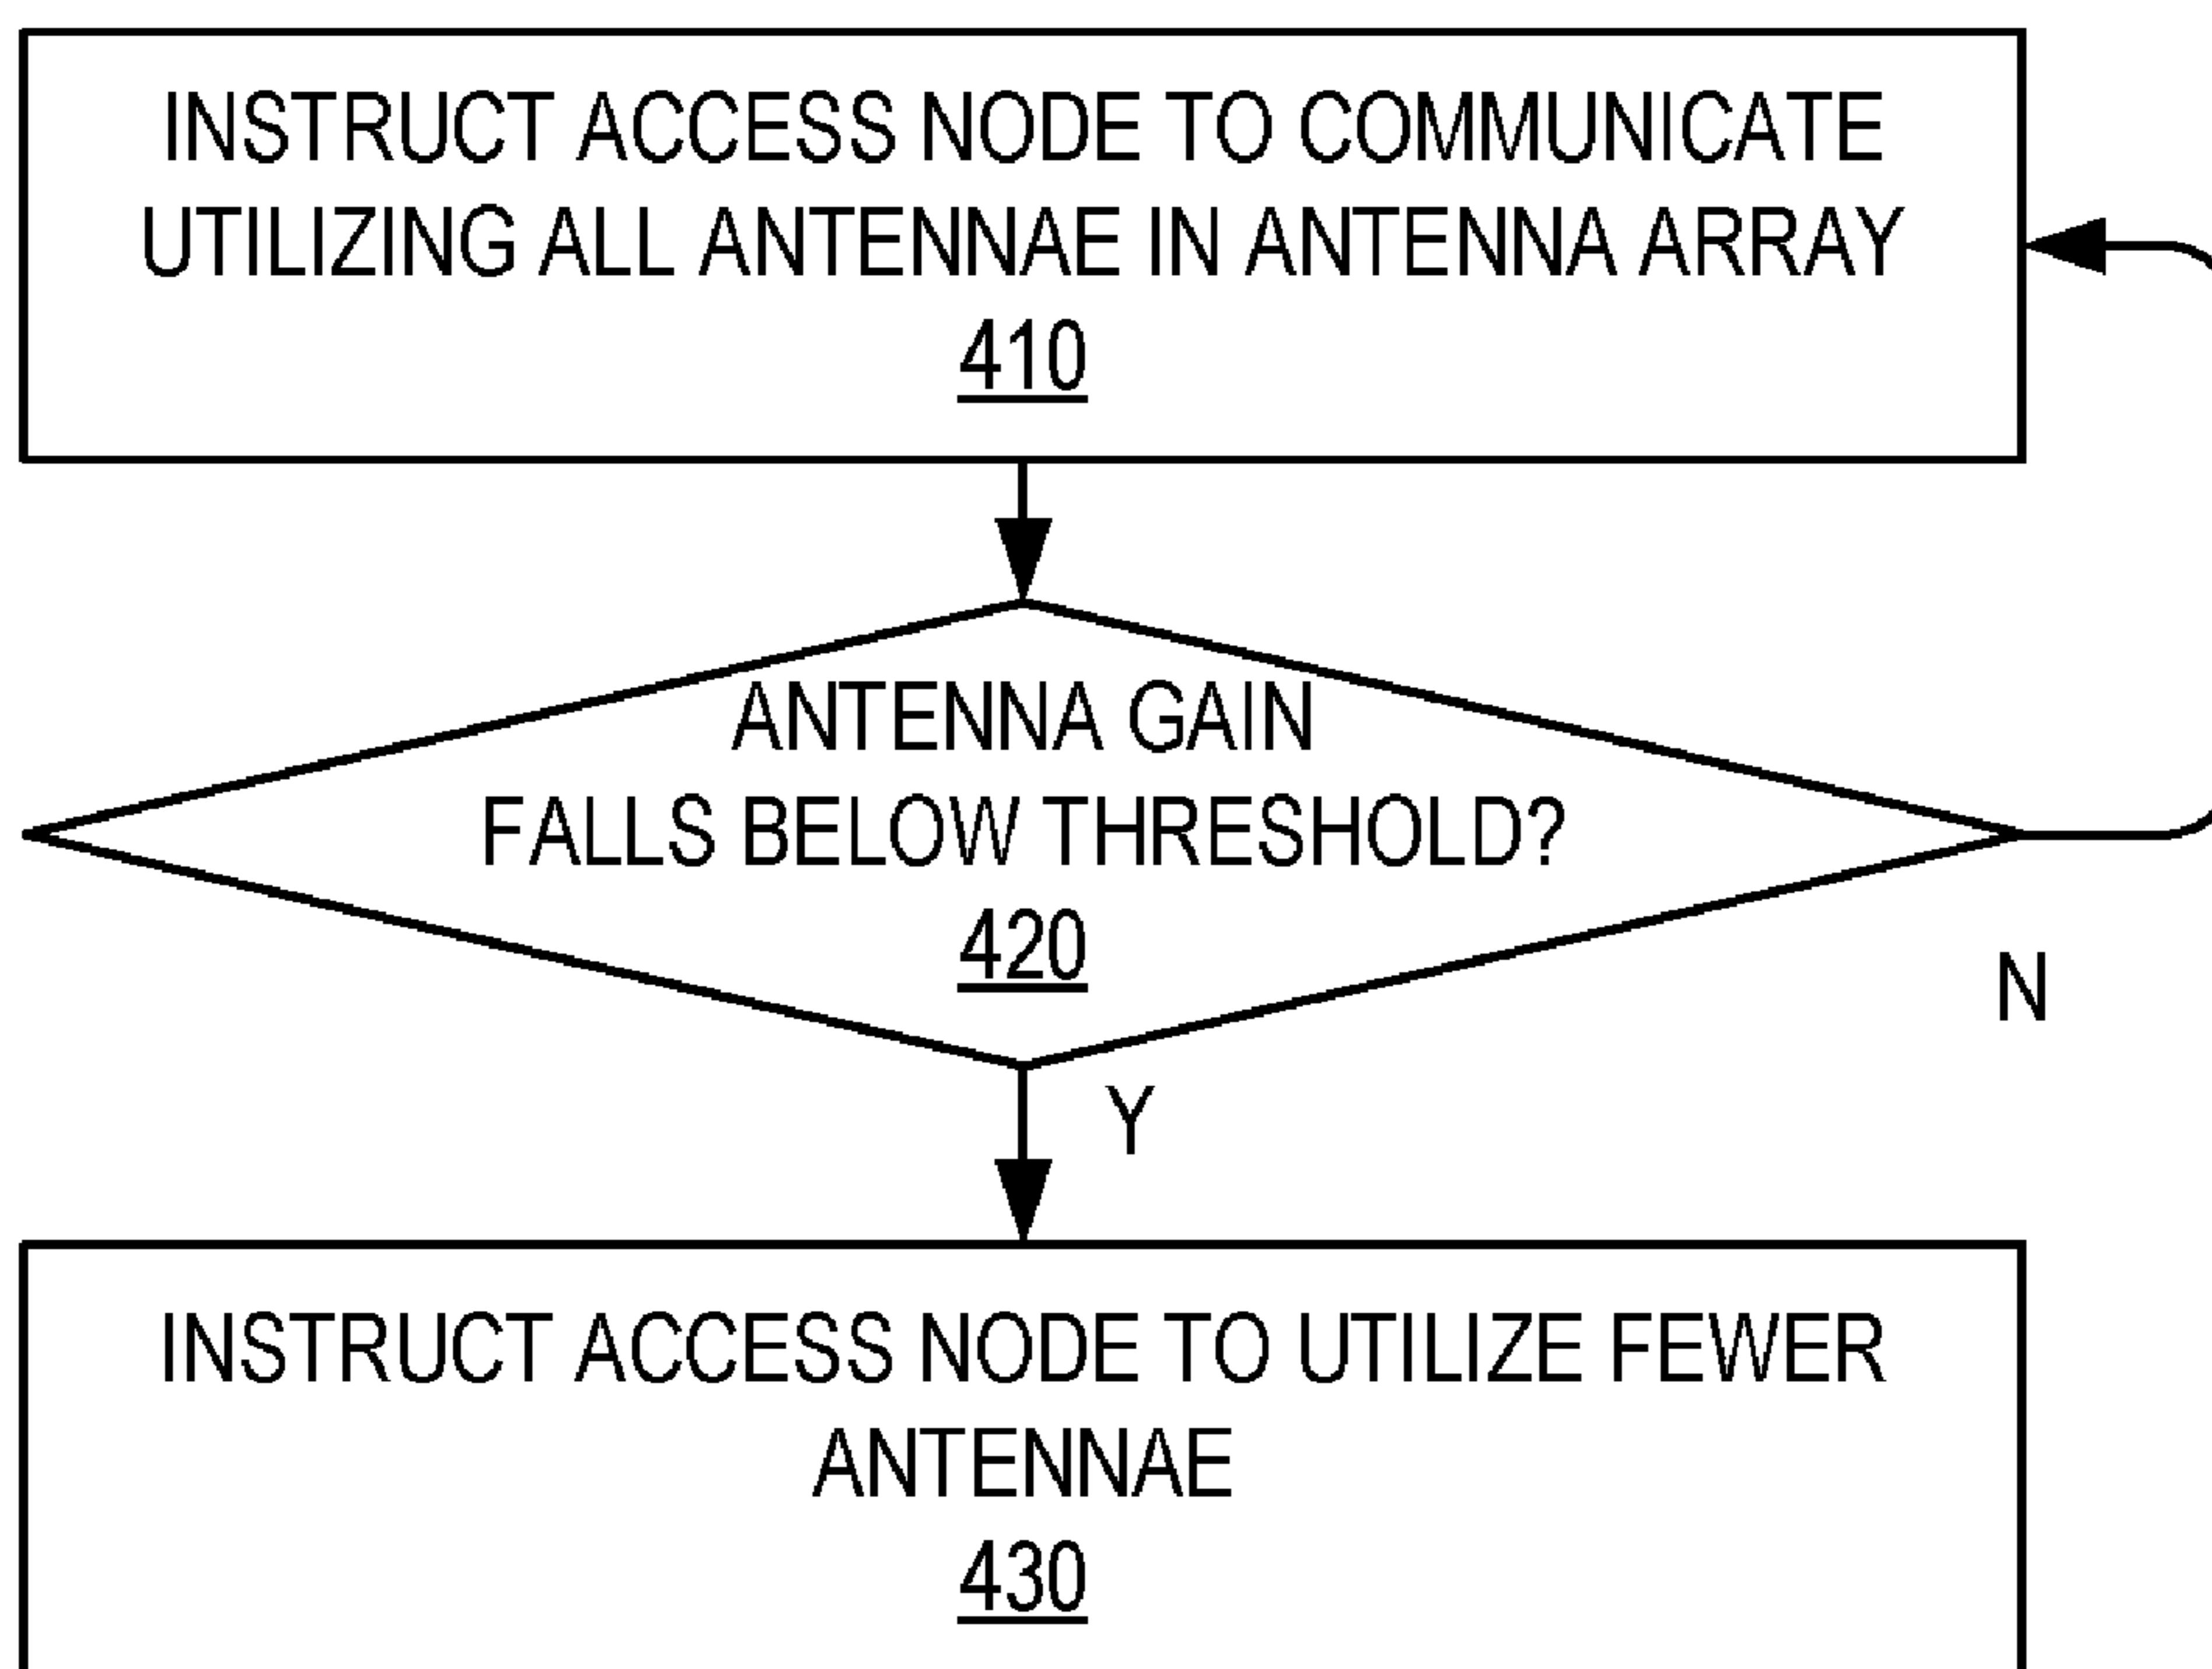 INSTRUCT ACCESS NODE TO COMMUNICATE
UTILIZING ALL ANTENNAE IN ANTENNA ARRAY
410
ANTENNA GAIN
FALLS BELOW THRESHOLD?
420
N
Y
INSTRUCT ACCESS NODE TO UTILIZE FEWER
ANTENNAE
430